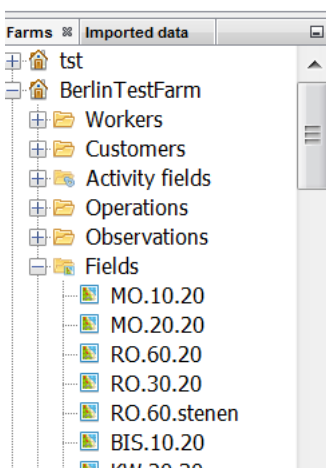 Farms Imported data
tst
BerlinTestFarm
Workers
Customers
Activity fields
Operations
Observations
Fields
MO.10.20
MO.20.20
RO.60.20
RO.30.20
RO.60.stenen
BIS.10.20